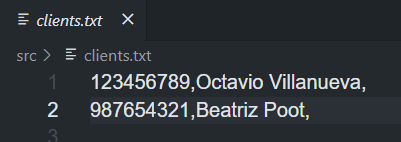 clients.txt
src > clients.txt
1 123456789,Octavio Villanueva,
2 987654321,Beatriz Poot,
3